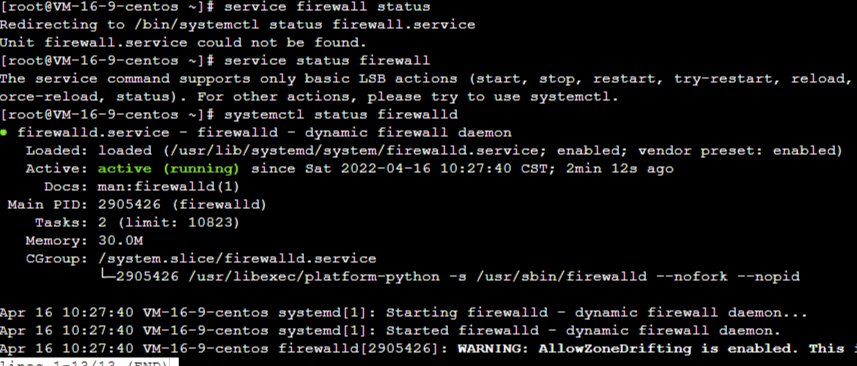 [root@VM-16-9-centos ~]# service firewall status
Redirecting to /bin/systemctl status firewall.service
Unit firewall.service could not be found.
[root@VM-16-9-centos ~]# service status firewall
The service command supports only basic LSB actions (start, stop, restart, try-restart, reload,
orce-reload, status). For other actions, please try to use systemctl.
[root@VM-16-9-centos ~]# systemctl status firewalld
● firewalld.service - firewalld - dynamic firewall daemon
Loaded: loaded (/usr/lib/systemd/system/firewalld.service; enabled; vendor preset: enabled)
Active: active (running) since Sat 2022-04-16 10:27:40 CST; 2min 12s ago
Docs: man:firewalld(1)
Main PID: 2905426 (firewalld)
Tasks: 2 (limit: 10823)
Memory: 30.0M
CGroup: /system.slice/firewalld.service
└─2905426 /usr/libexec/platform-python -s /usr/sbin/firewalld --nofork --nopid
Apr 16 10:27:40 VM-16-9-centos systemd[1]: Starting firewalld - dynamic firewall daemon...
Apr 16 10:27:40 VM-16-9-centos systemd[1]: Started firewalld - dynamic firewall daemon.
Apr 16 10:27:40 VM-16-9-centos firewalld[2905426]: WARNING: AllowZoneDrifting is enabled. This i
lines 1-13/13 (END)